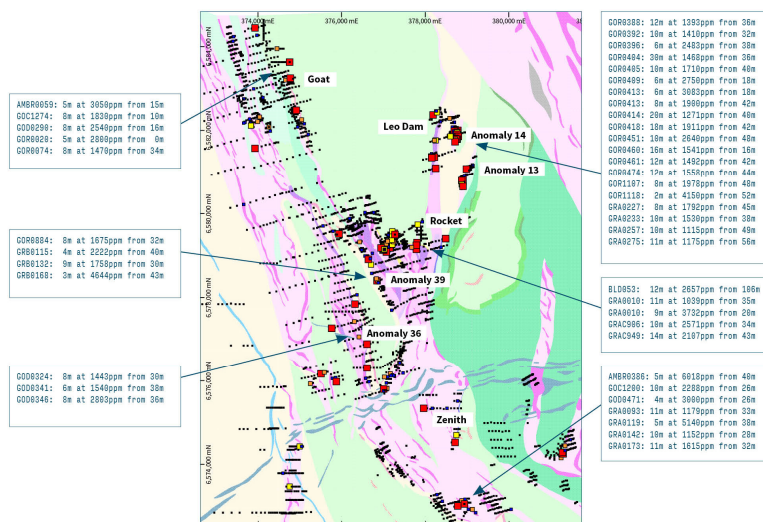 374,000 mE
376,000 mE
378,000 mE
380,000 mE
6,584,000 mN
6,582,000 mN
6,580,000 mN
6,578,000 mN
6,576,000 mN
6,574,000 mN
AMBR0059: 5m at 3050ppm from 15m
GOC1274: 8m at 1830ppm from 10m
GOD0290: 8m at 2540ppm from 16m
GOR0020: 5m at 2800ppm from 0m
GOR0074: 8m at 1470ppm from 34m
GOR0884: 8m at 1675ppm from 32m
GRB0115: 4m at 2222ppm from 40m
GRB0132: 9m at 1758ppm from 30m
GRB0168: 3m at 4644ppm from 43m
GOD0324: 8m at 1443ppm from 30m
GOD0341: 6m at 1540ppm from 38m
GOD0346: 8m at 2803ppm from 36m
Goat
Leo Dam
Anomaly 14
Anomaly 13
Rocket
Anomaly 39
Anomaly 36
Zenith
GOR0388: 12m at 1393ppm from 36m
GOR0392: 10m at 1410ppm from 32m
GOR0396: 6m at 2483ppm from 38m
GOR0404: 30m at 1468ppm from 36m
GOR0405: 10m at 1710ppm from 40m
GOR0409: 6m at 2750ppm from 18m
GOR0413: 6m at 3083ppm from 18m
GOR0413: 8m at 1900ppm from 42m
GOR0414: 20m at 1271ppm from 40m
GOR0418: 18m at 1911ppm from 42m
GOR0451: 10m at 2640ppm from 48m
GOR0460: 16m at 1541ppm from 16m
GOR0461: 12m at 1492ppm from 42m
GOR0474: 12m at 1558ppm from 44m
GOR1107: 8m at 1978ppm from 48m
GOR1118: 2m at 4150ppm from 52m
GRA0227: 8m at 1792ppm from 45m
GRA0233: 10m at 1530ppm from 38m
GRA0257: 10m at 1115ppm from 49m
GRA0275: 11m at 1175ppm from 56m
BLD053: 12m at 2657ppm from 106m
GRA0010: 11m at 1039ppm from 35m
GRA0010: 9m at 3732ppm from 20m
GRAC906: 10m at 2571ppm from 34m
GRAC949: 14m at 2107ppm from 43m
AMBR0386: 5m at 6018ppm from 40m
GOC1200: 10m at 2288ppm from 26m
GOD0471: 4m at 3000ppm from 26m
GRA0093: 11m at 1179ppm from 33m
GRA0119: 5m at 5140ppm from 38m
GRA0142: 10m at 1152ppm from 28m
GRA0173: 11m at 1615ppm from 32m